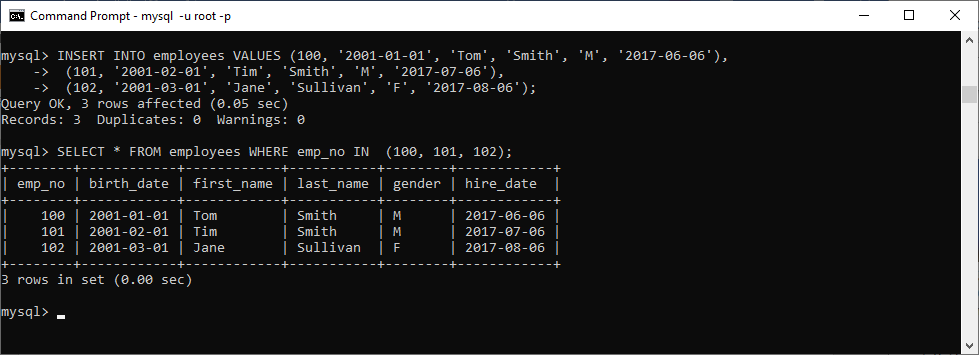 Command Prompt - mysql  -u root -p
mysql> INSERT INTO employees VALUES (100, '2001-01-01', 'Tom', 'Smith', 'M', '2017-06-06'),
    ->  (101, '2001-02-01', 'Tim', 'Smith', 'M', '2017-07-06'),
    ->  (102, '2001-03-01', 'Jane', 'Sullivan', 'F', '2017-08-06');
Query OK, 3 rows affected (0.05 sec)
Records: 3  Duplicates: 0  Warnings: 0
mysql> SELECT * FROM employees WHERE emp_no IN  (100, 101, 102);
+--------+------------+------------+-----------+--------+------------+
| emp_no | birth_date | first_name | last_name | gender | hire_date  |
+--------+------------+------------+-----------+--------+------------+
|    100 | 2001-01-01 | Tom        | Smith     | M      | 2017-06-06 |
|    101 | 2001-02-01 | Tim        | Smith     | M      | 2017-07-06 |
|    102 | 2001-03-01 | Jane       | Sullivan  | F      | 2017-08-06 |
+--------+------------+------------+-----------+--------+------------+
3 rows in set (0.00 sec)
mysql> _